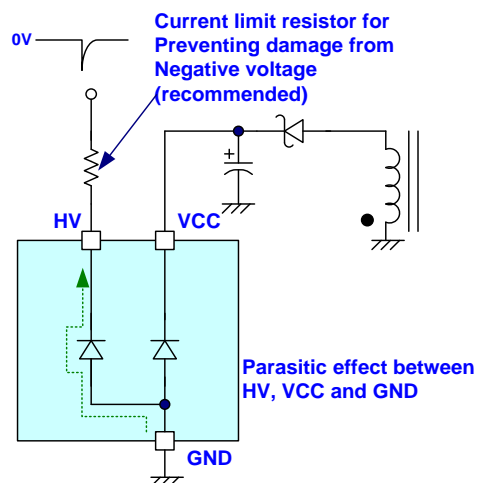 Current limit resistor for
Preventing damage from
Negative voltage
(recommended)
0V
+
HV
VCC
Parasitic effect between
HV, VCC and GND
GND